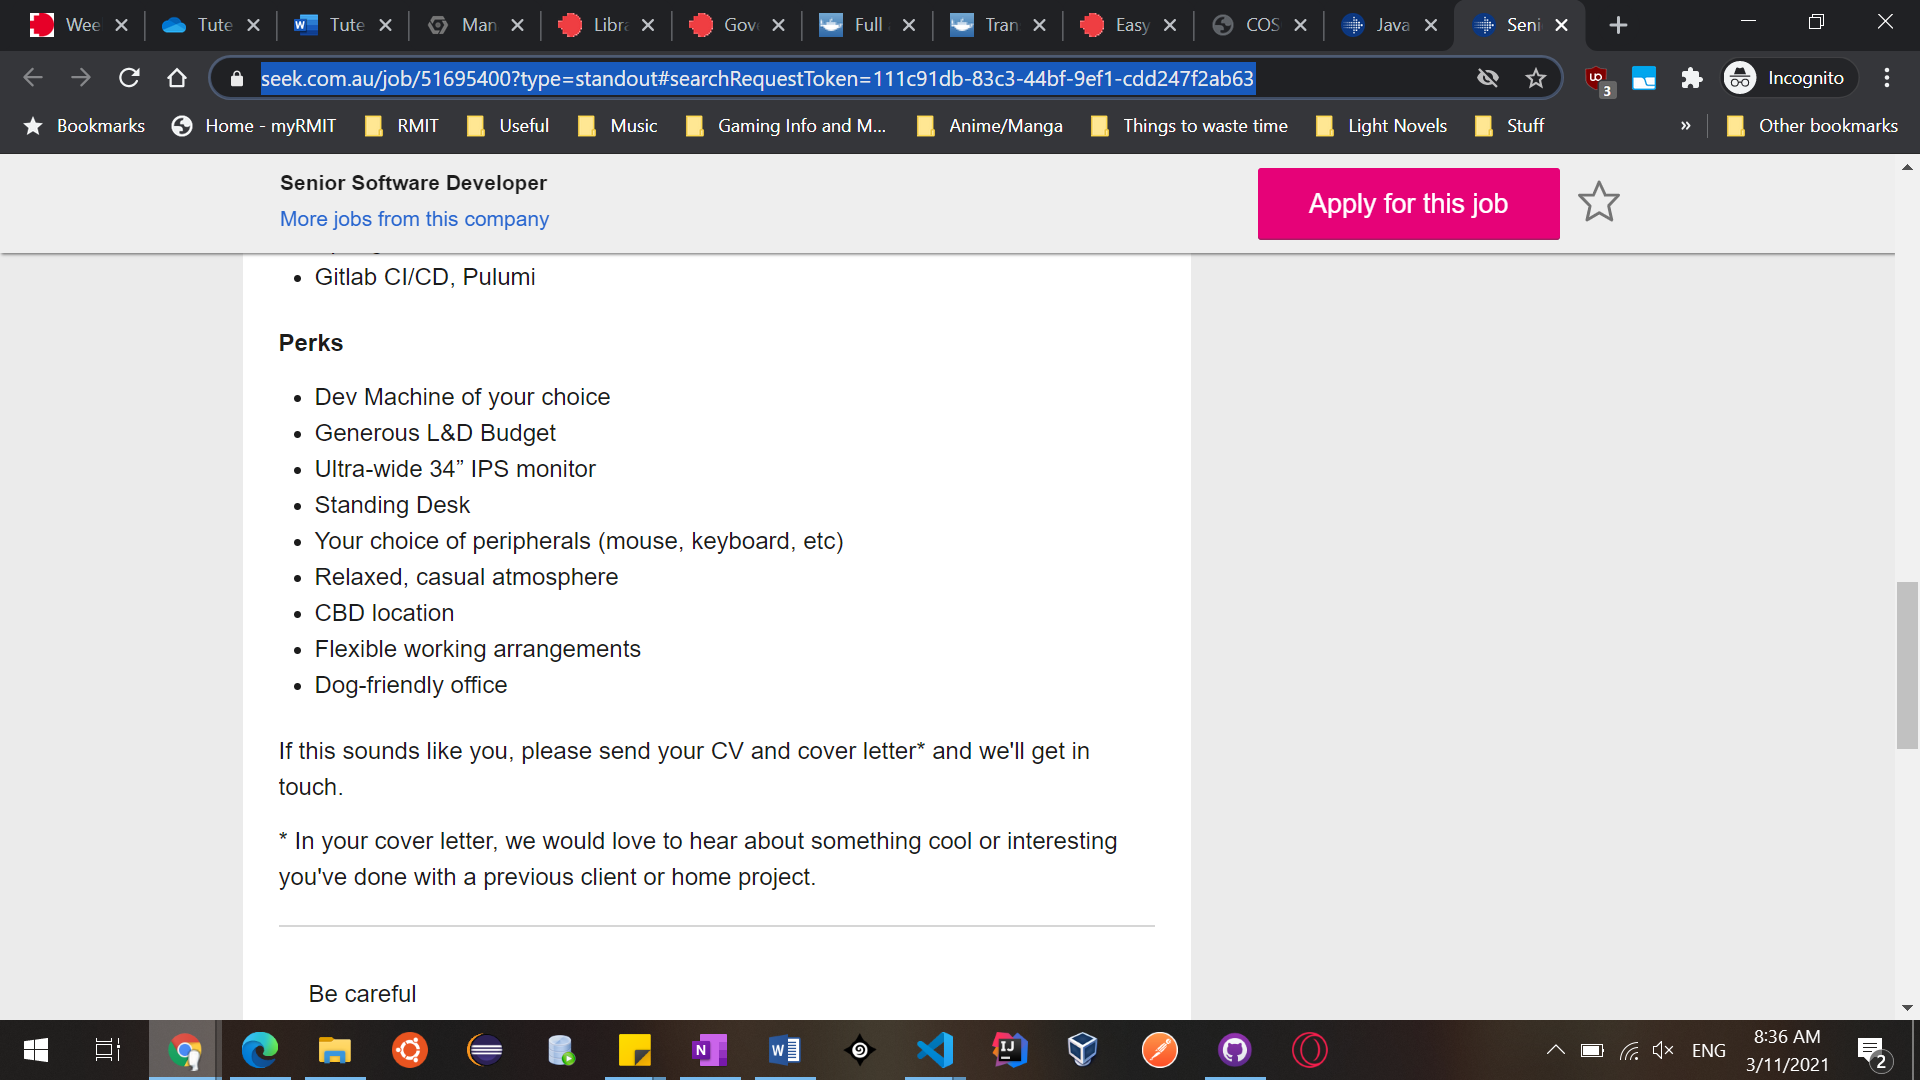 Wee
Tute
Tute
Man
Libra
Gov
Full
Tran
Easy
COS
Java
Seni
seek.com.au/job/51695400?type=standout#searchRequestToken=111c91db-83c3-44bf-9ef1-cdd247f2ab63
3
Incognito
Bookmarks
Home - myRMIT
RMIT
Useful
Music
Gaming Info and M...
Anime/Manga
Things to waste time
Light Novels
Stuff
»
Other bookmarks
Senior Software Developer
More jobs from this company
Apply for this job
• Gitlab CI/CD, Pulumi
Perks
• Dev Machine of your choice
• Generous L&D Budget
• Ultra-wide 34” IPS monitor
• Standing Desk
• Your choice of peripherals (mouse, keyboard, etc)
• Relaxed, casual atmosphere
• CBD location
• Flexible working arrangements
• Dog-friendly office
If this sounds like you, please send your CV and cover letter* and we'll get in
touch.
* In your cover letter, we would love to hear about something cool or interesting
you've done with a previous client or home project.
Be careful
ENG
8:36 AM
3/11/2021
2